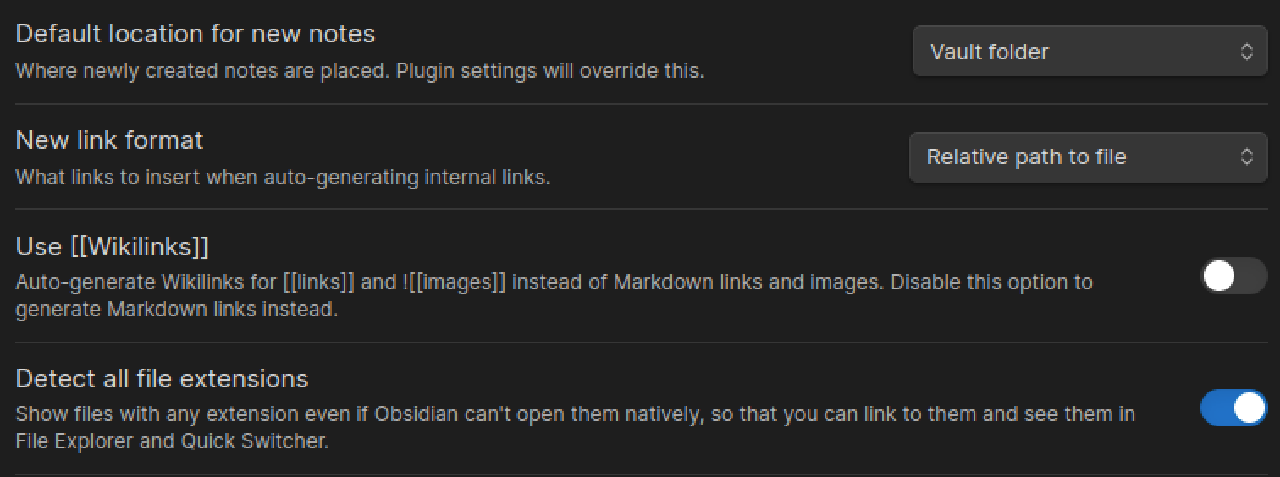 Default location for new notes
Where newly created notes are placed. Plugin settings will override this.
Vault folder
New link format
What links to insert when auto-generating internal links.
Relative path to file
Use [[Wikilinks]]
Auto-generate Wikilinks for [[links]] and ![[images]] instead of Markdown links and images. Disable this option to
generate Markdown links instead.
Detect all file extensions
Show files with any extension even if Obsidian can't open them natively, so that you can link to them and see them in
File Explorer and Quick Switcher.